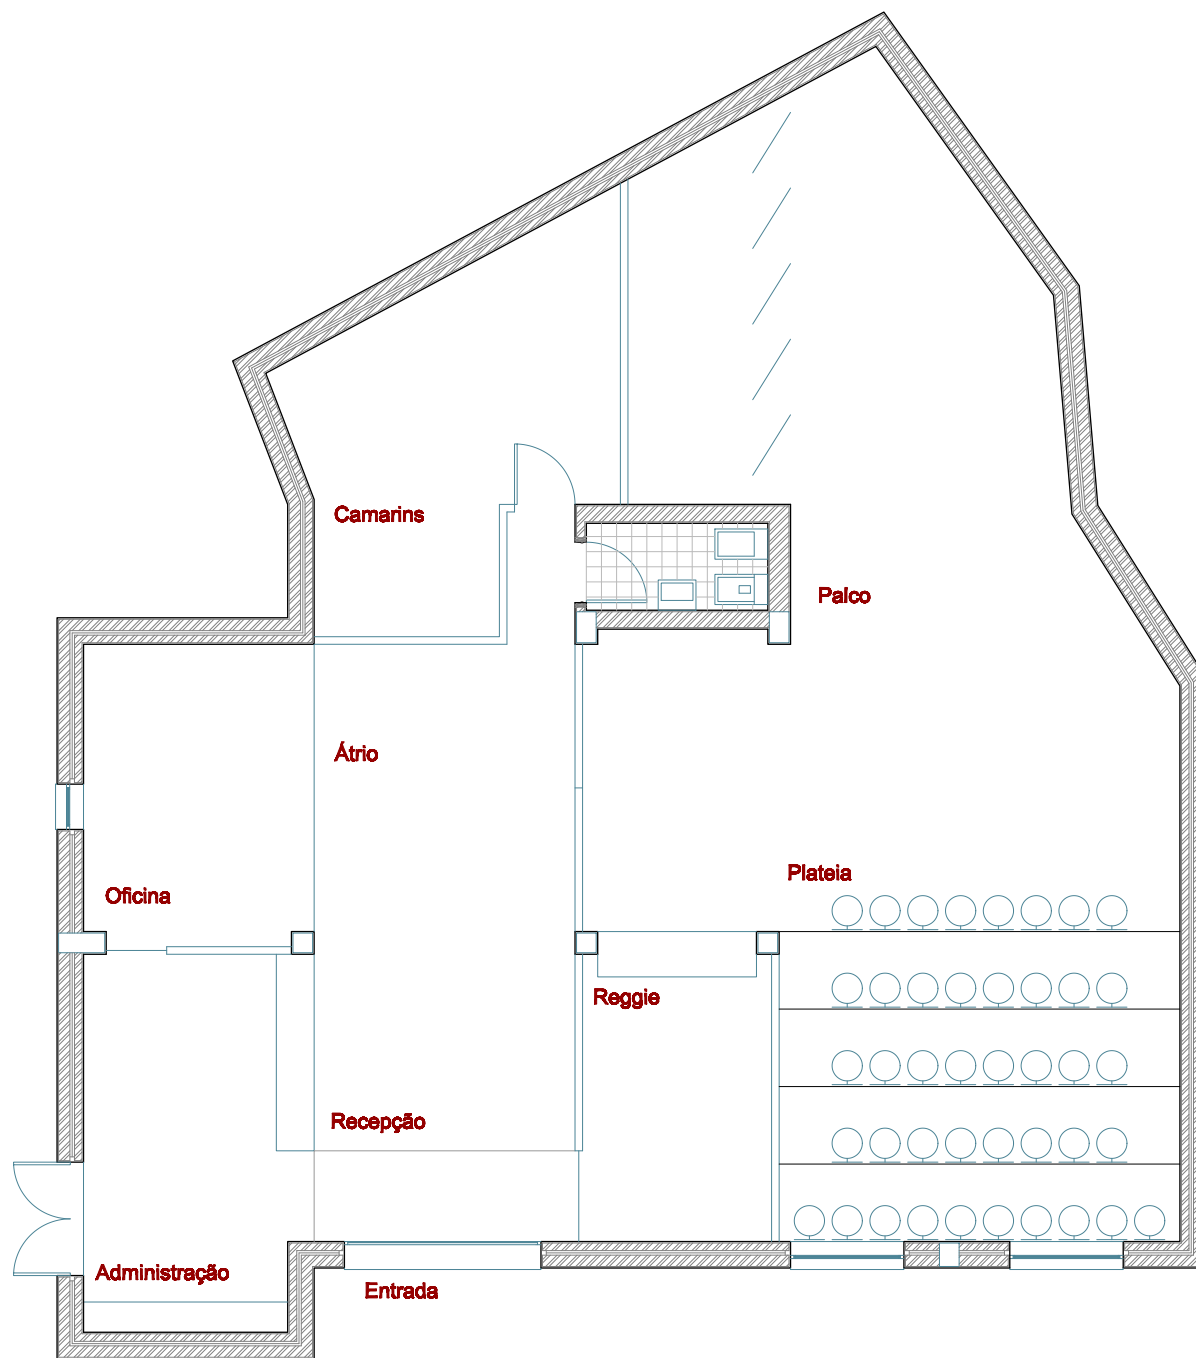 Camarins
Palco
Átrio
Plateia
Oficina
Reggie
Recepção
Administração
Entrada